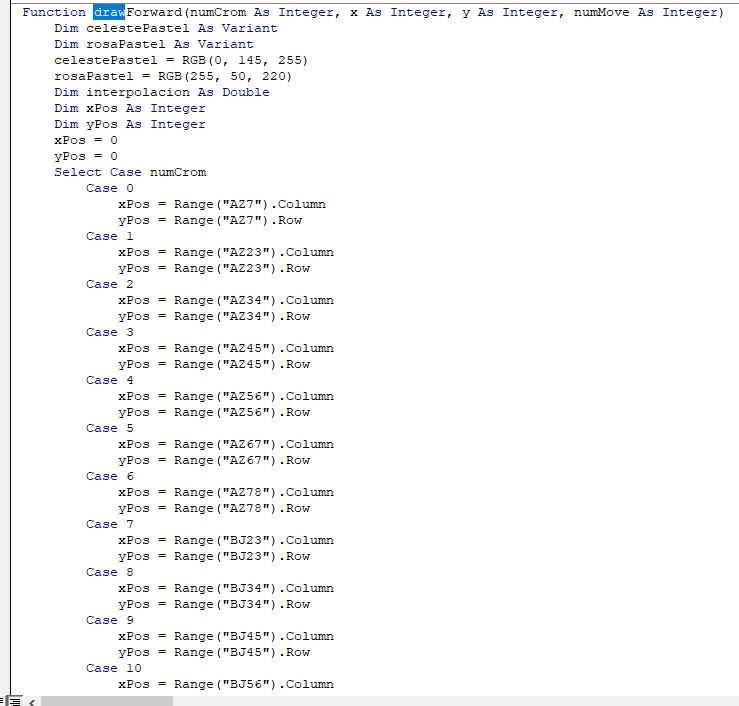 Function drawForward(numCrom As Integer, x As Integer, y As Integer, numMove As Integer)
Dim celestePastel As Variant
Dim rosaPastel As Variant
celestePastel = RGB(0, 145, 255)
rosaPastel = RGB(255, 50, 220)
Dim interpolacion As Double
Dim xPos As Integer
Dim yPos As Integer
xPos = 0
yPos = 0
Select Case numCrom
Case 0
xPos = Range("AZ7").Column
yPos = Range("AZ7").Row
Case 1
xPos = Range("AZ23").Column
yPos = Range("AZ23").Row
Case 2
xPos = Range("AZ34").Column
yPos = Range("AZ34").Row
Case 3
xPos = Range("AZ45").Column
yPos = Range("AZ45").Row
Case 4
xPos = Range("AZ56").Column
yPos = Range("AZ56").Row
Case 5
xPos = Range("AZ67").Column
yPos = Range("AZ67").Row
Case 6
xPos = Range("AZ78").Column
yPos = Range("AZ78").Row
Case 7
xPos = Range("BJ23").Column
yPos = Range("BJ23").Row
Case 8
xPos = Range("BJ34").Column
yPos = Range("BJ34").Row
Case 9
xPos = Range("BJ45").Column
yPos = Range("BJ45").Row
Case 10
xPos = Range("BJ56").Column